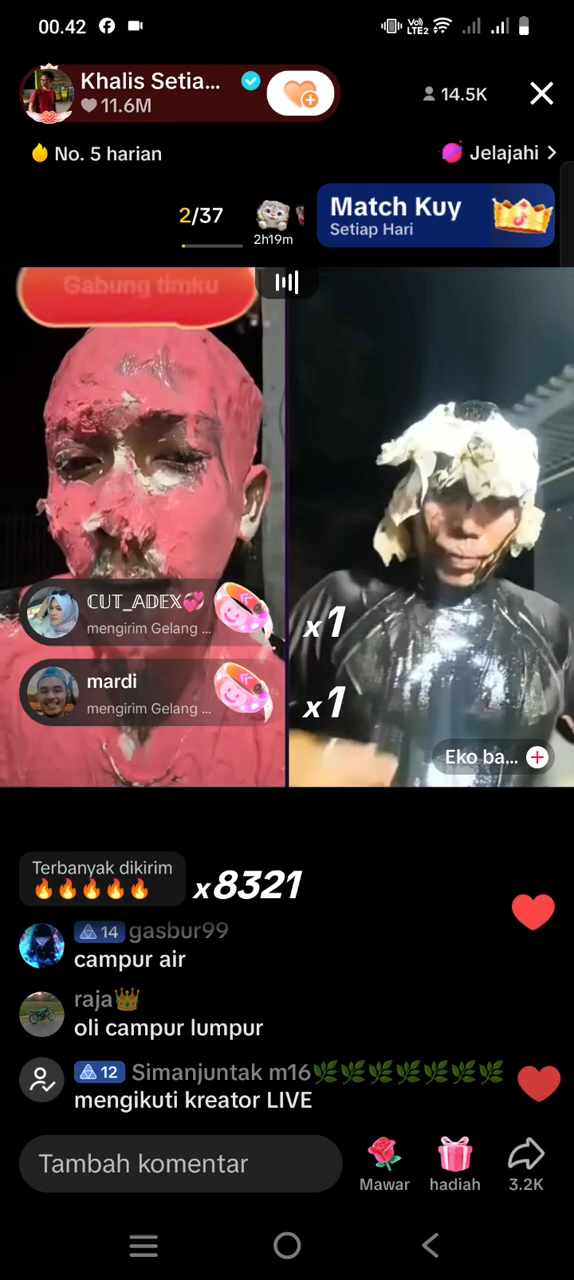 00.42
Vo))
LTE2
Khalis Setia...
11.6M
14.5K
No. 5 harian
Jelajahi >
2/37
2h19m
Match Kuy
Setiap Hari
Gabung timku
ℂ𝕌𝕋_𝔸𝔻𝔼𝕏💞
mengirim Gelang ...
x1
mardi
mengirim Gelang ...
x1
Eko ba...
Terbanyak dikirim
🔥🔥🔥🔥🔥
x8321
14 gasbur99
campur air
raja👑
oli campur lumpur
12 Simanjuntak m16🌿🌿🌿🌿🌿🌿🌿
mengikuti kreator LIVE
Tambah komentar
Mawar
hadiah
3.2K